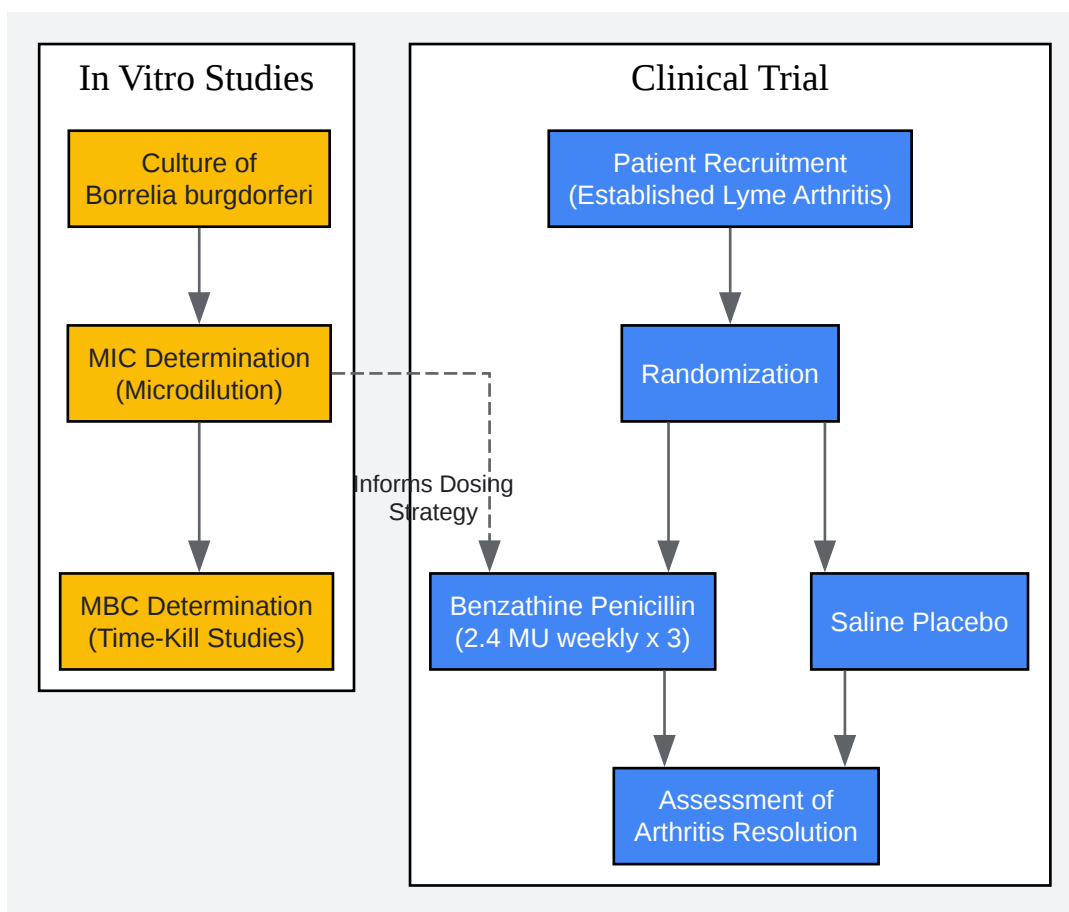 In Vitro Studies
Culture of
Borrelia burgdorferi
MIC Determination
(Microdilution)
MBC Determination
(Time-Kill Studies)
Informs Dosing
Strategy
Clinical Trial
Patient Recruitment
(Established Lyme Arthritis)
Randomization
Benzathine Penicillin
(2.4 MU weekly x 3)
Saline Placebo
Assessment of
Arthritis Resolution